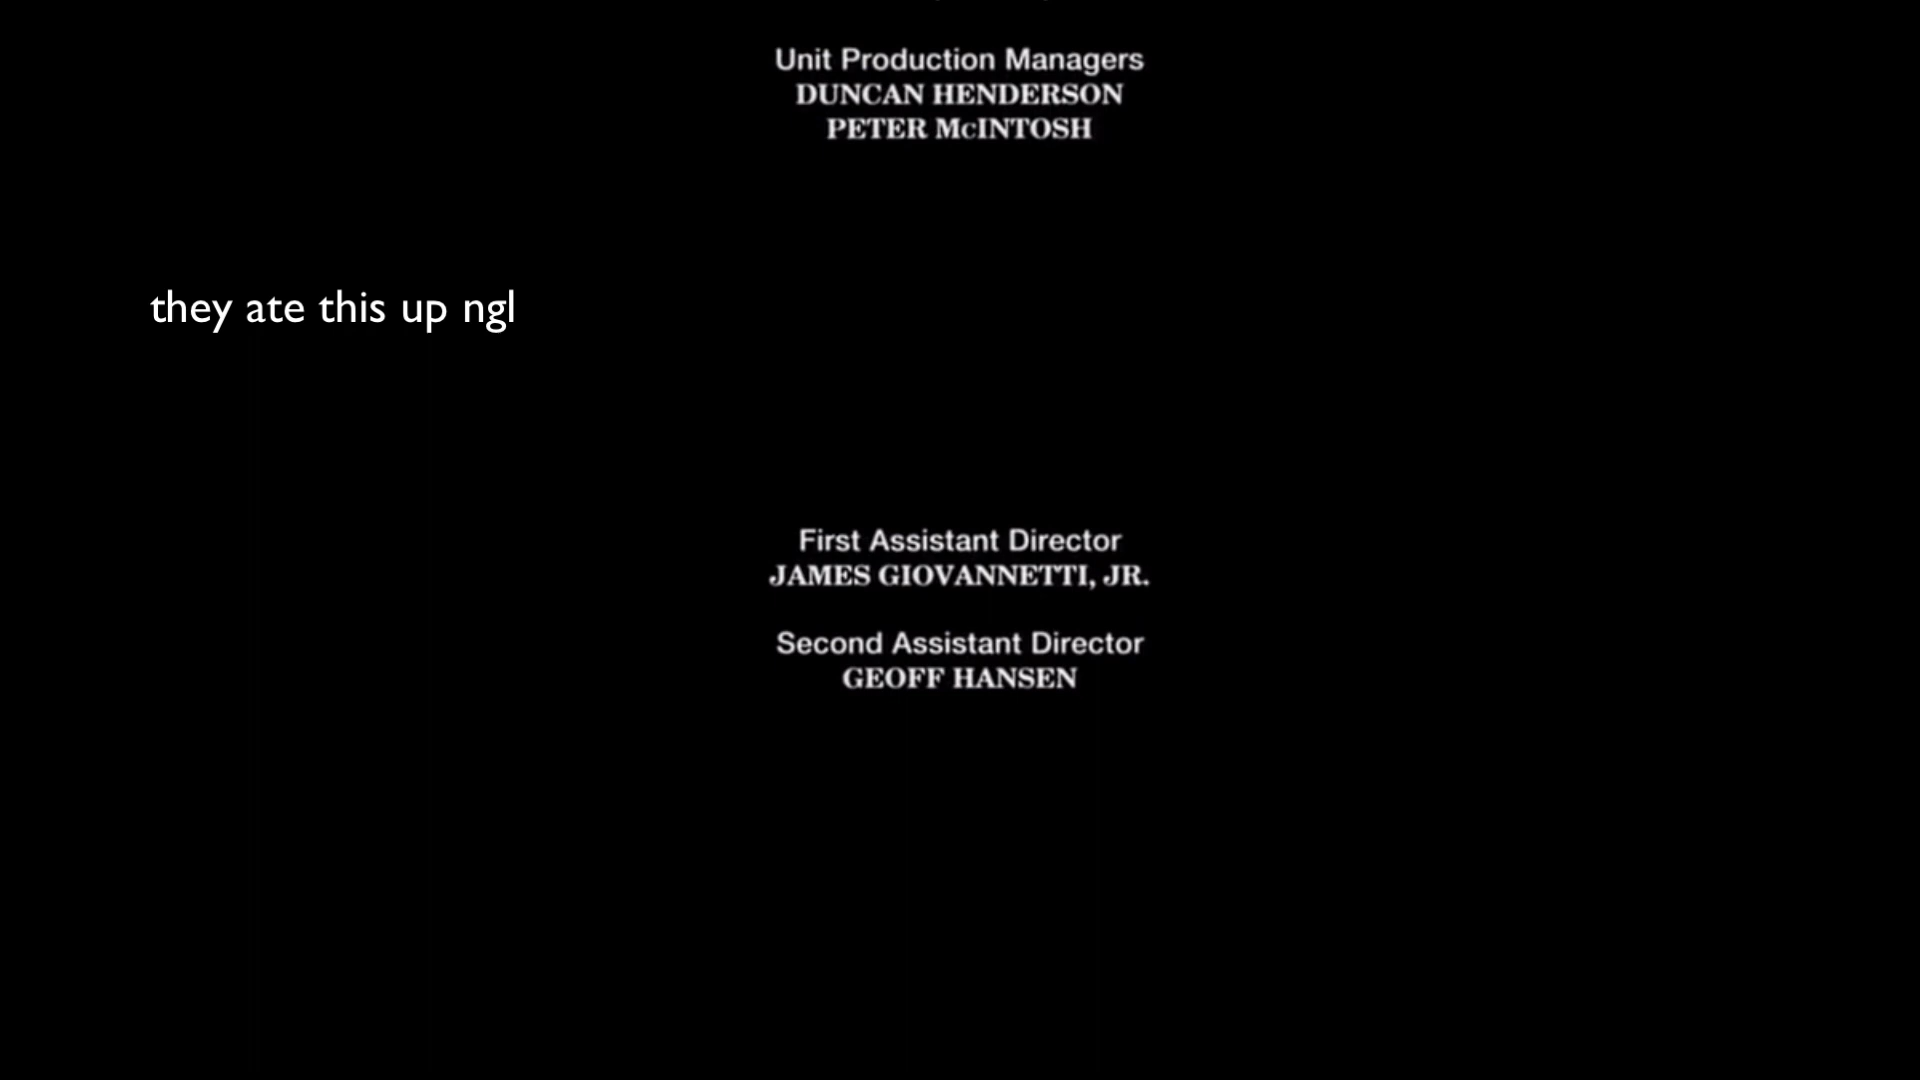 Unit Production Managers
DUNCAN HENDERSON
PETER McINTOSH
they ate this up ngl
First Assistant Director
JAMES GIOVANNETTI, JR.
Second Assistant Director
GEOFF HANSEN